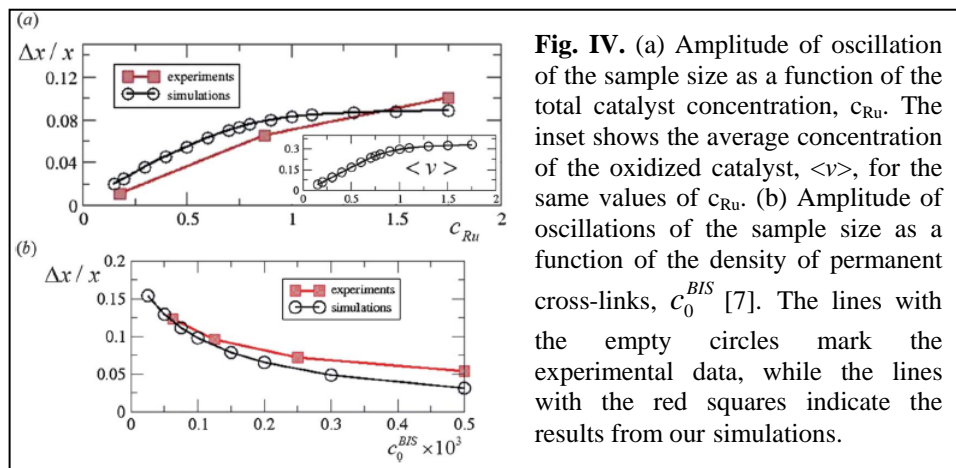 (a)
Δx / x
0.12
0.08
0.04
0
experiments
simulations
0.3
0.15
0
< v >
0 0.5 1 1.5
0 0.5 1 1.5 2
c_Ru
(b)
Δx / x
0.2
0.15
0.1
0.05
0
experiments
simulations
0 0.1 0.2 0.3 0.4 0.5
c_0^BIS ×10^3
Fig. IV. (a) Amplitude of oscillation
of the sample size as a function of the
total catalyst concentration, c_Ru. The
inset shows the average concentration
of the oxidized catalyst, <v>, for the
same values of c_Ru. (b) Amplitude of
oscillations of the sample size as a
function of the density of permanent
cross-links, c_0^BIS [7]. The lines with
the empty circles mark the
experimental data, while the lines
with the red squares indicate the
results from our simulations.